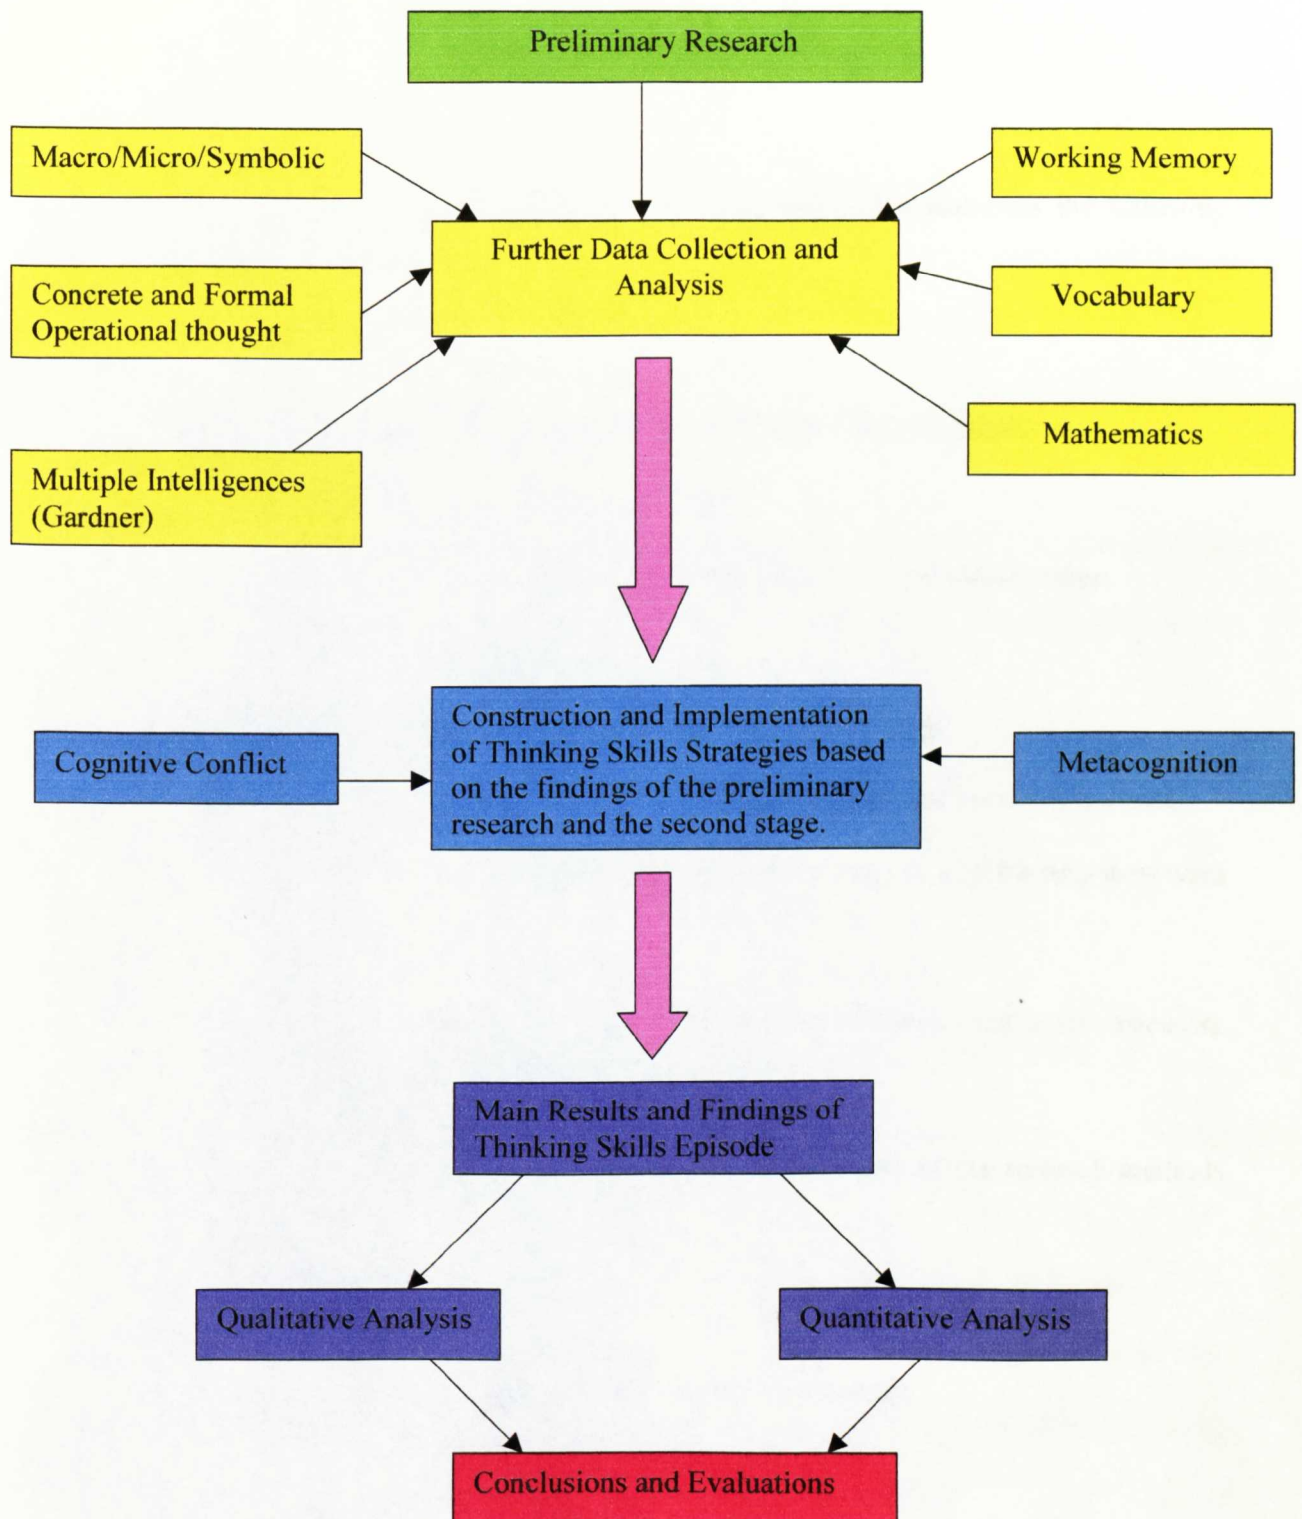 Preliminary Research
Macro/Micro/Symbolic
Working Memory
Further Data Collection and
Analysis
Concrete and Formal
Operational thought
Vocabulary
Mathematics
Multiple Intelligences
(Gardner)
Construction and Implementation
of Thinking Skills Strategies based
on the findings of the preliminary
research and the second stage.
Cognitive Conflict
Metacognition
Main Results and Findings of
Thinking Skills Episode
Qualitative Analysis
Quantitative Analysis
Conclusions and Evaluations